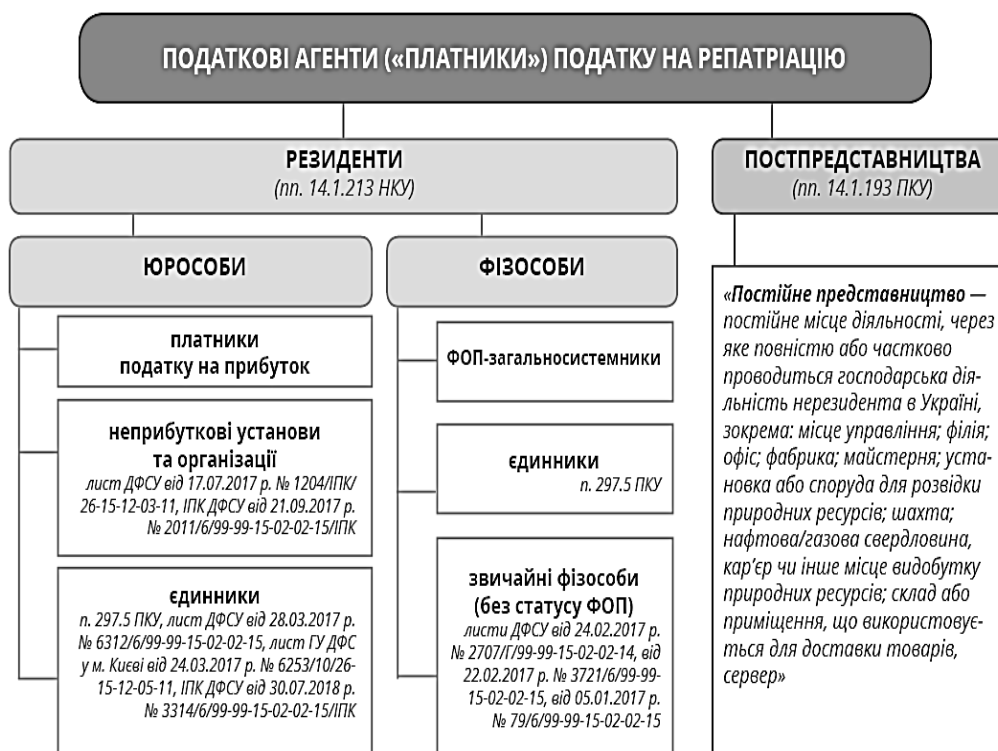 ПОДАТКОВІ АГЕНТИ («ПЛАТНИКИ») ПОДАТКУ НА РЕПАТРІАЦІЮ
РЕЗИДЕНТИ
(пп. 14.1.213 НКУ)
ПОСТПРЕДСТАВНИЦТВА
(пп. 14.1.193 ПКУ)
ЮРОСОБИ
ФІЗОСОБИ
платники
податку на прибуток
неприбуткові установи
та організації
лист ДФСУ від 17.07.2017 р. № 1204/ІПК/
26-15-12-03-11, ІПК ДФСУ від 21.09.2017 р.
№ 2011/6/99-99-15-02-02-15/ІПК
єдинники
п. 297.5 ПКУ, лист ДФСУ від 28.03.2017 р.
№ 6312/6/99-99-15-02-02-15, лист ГУ ДФС
у м. Києві від 24.03.2017 р. № 6253/10/26-
15-12-05-11, ІПК ДФСУ від 30.07.2018 р.
№ 3314/6/99-99-15-02-02-15/ІПК
ФОП-загальносистемники
єдинники
п. 297.5 ПКУ
звичайні фізособи
(без статусу ФОП)
листи ДФСУ від 24.02.2017 р.
№ 2707/Г/99-99-15-02-02-14, від
22.02.2017 р. № 3721/6/99-99-
15-02-02-15, від 05.01.2017 р.
№ 79/6/99-99-15-02-02-15
«Постійне представництво —
постійне місце діяльності, через
яке повністю або частково
проводиться господарська дія-
льність нерезидента в Україні,
зокрема: місце управління; філія;
офіс; фабрика; майстерня; уста-
новка або споруда для розвідки
природних ресурсів; шахта;
нафтова/газова свердловина,
кар’єр чи інше місце видобутку
природних ресурсів; склад або
приміщення, що використову-
ється для доставки товарів,
сервер»